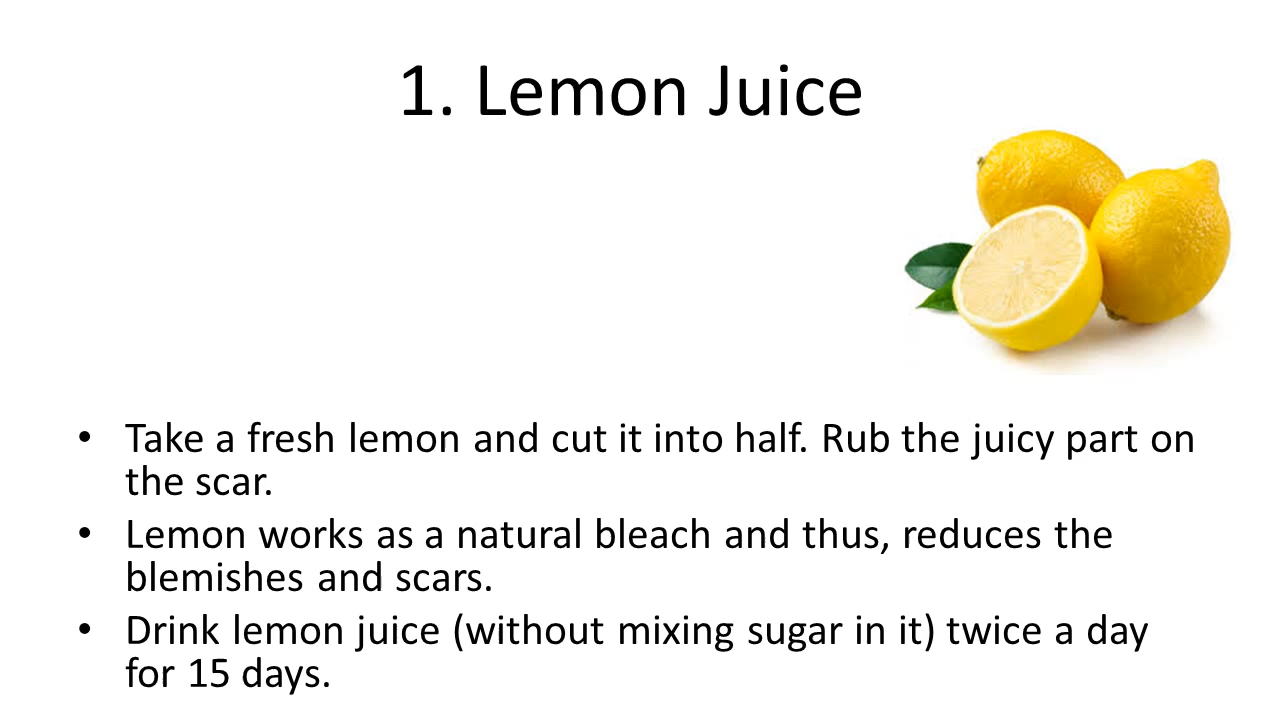 1. Lemon Juice
• Take a fresh lemon and cut it into half. Rub the juicy part on
the scar.
• Lemon works as a natural bleach and thus, reduces the
blemishes and scars.
• Drink lemon juice (without mixing sugar in it) twice a day
for 15 days.